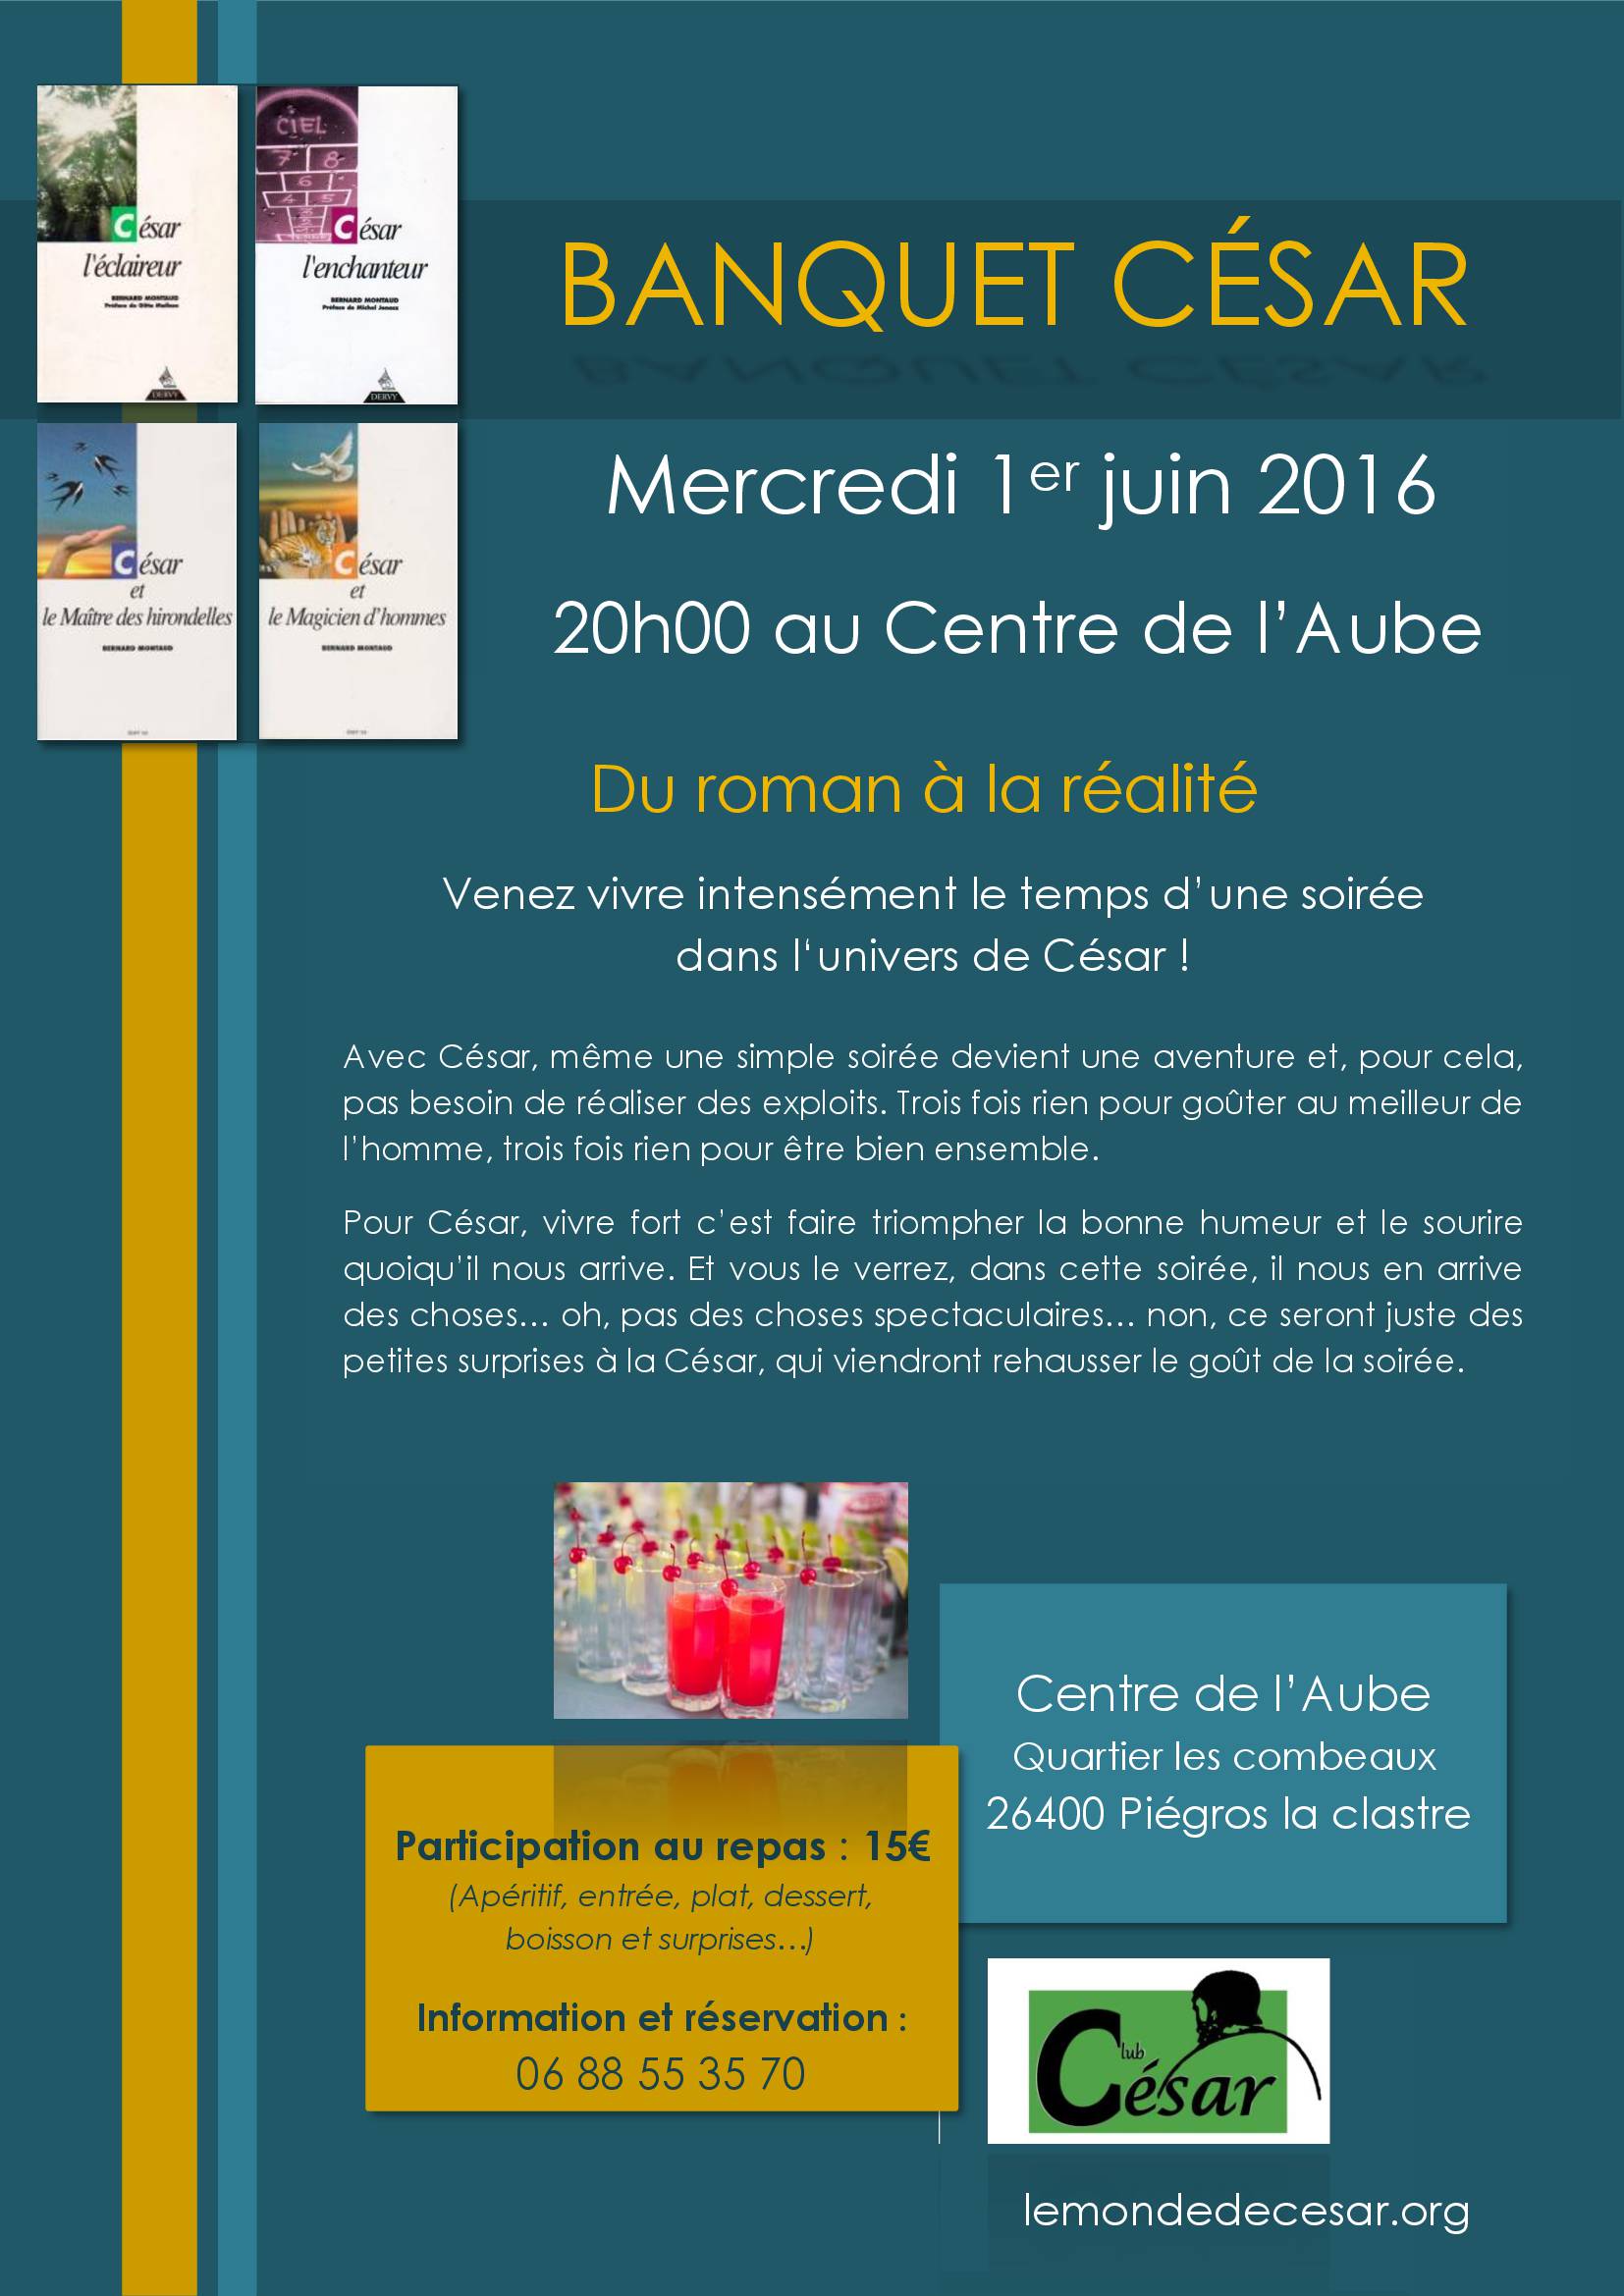 César
l'éclaireur
BERNARD MONTAUD
DERVY
CIEL
7 8
6
4 5
César
l'enchanteur
BERNARD MONTAUD
Préface de Michel Jonasz
DERVY
César
et
le Maître des hirondelles
BERNARD MONTAUD
César
et
le Magicien d'hommes
BERNARD MONTAUD
BANQUET CÉSAR
Mercredi 1er juin 2016
20h00 au Centre de l'Aube
Du roman à la réalité
Venez vivre intensément le temps d'une soirée
dans l'univers de César !
Avec César, même une simple soirée devient une aventure et, pour cela,
pas besoin de réaliser des exploits. Trois fois rien pour goûter au meilleur de
l'homme, trois fois rien pour être bien ensemble.
Pour César, vivre fort c'est faire triompher la bonne humeur et le sourire
quoiqu'il nous arrive. Et vous le verrez, dans cette soirée, il nous en arrive
des choses… oh, pas des choses spectaculaires… non, ce seront juste des
petites surprises à la César, qui viendront rehausser le goût de la soirée.
Centre de l'Aube
Quartier les combeaux
26400 Piégros la clastre
Participation au repas : 15€
(Apéritif, entrée, plat, dessert,
boisson et surprises…)
Information et réservation :
06 88 55 35 70
Club
César
lemondedecesar.org